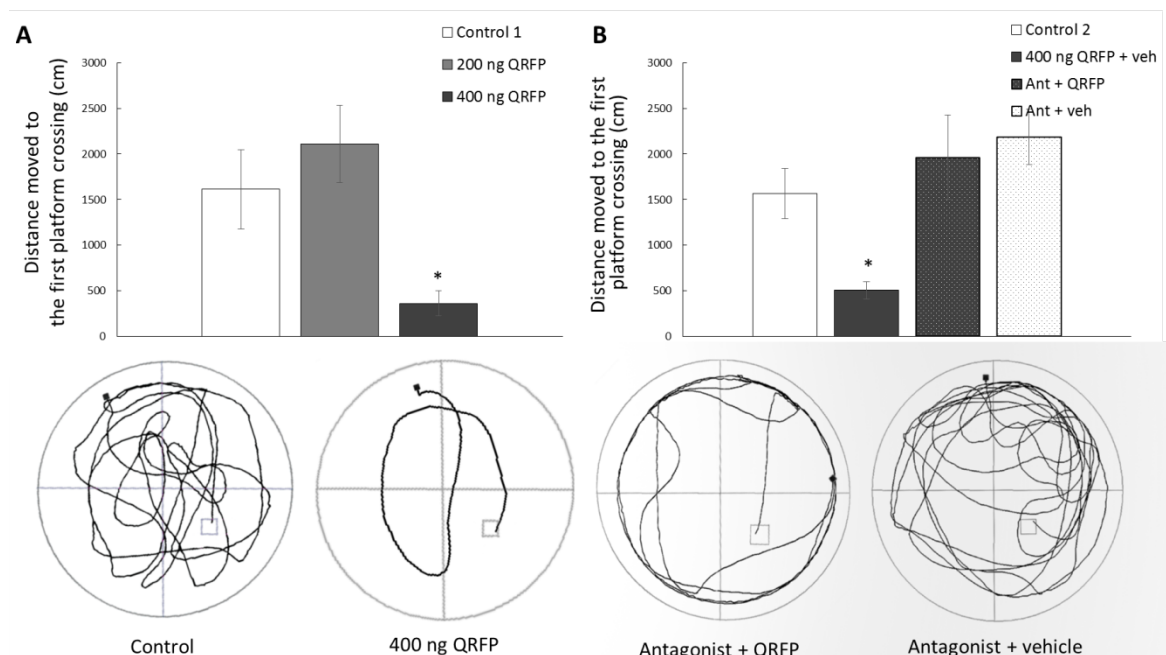 A
Control 1
200 ng QRFP
400 ng QRFP
Distance moved to
the first platform crossing (cm)
3000
2500
2000
1500
1000
500
0
*
B
Control 2
400 ng QRFP + veh
Ant + QRFP
Ant + veh
Distance moved to the first
platform crossing (cm)
3000
2500
2000
1500
1000
500
0
*
Control
400 ng QRFP
Antagonist + QRFP
Antagonist + vehicle